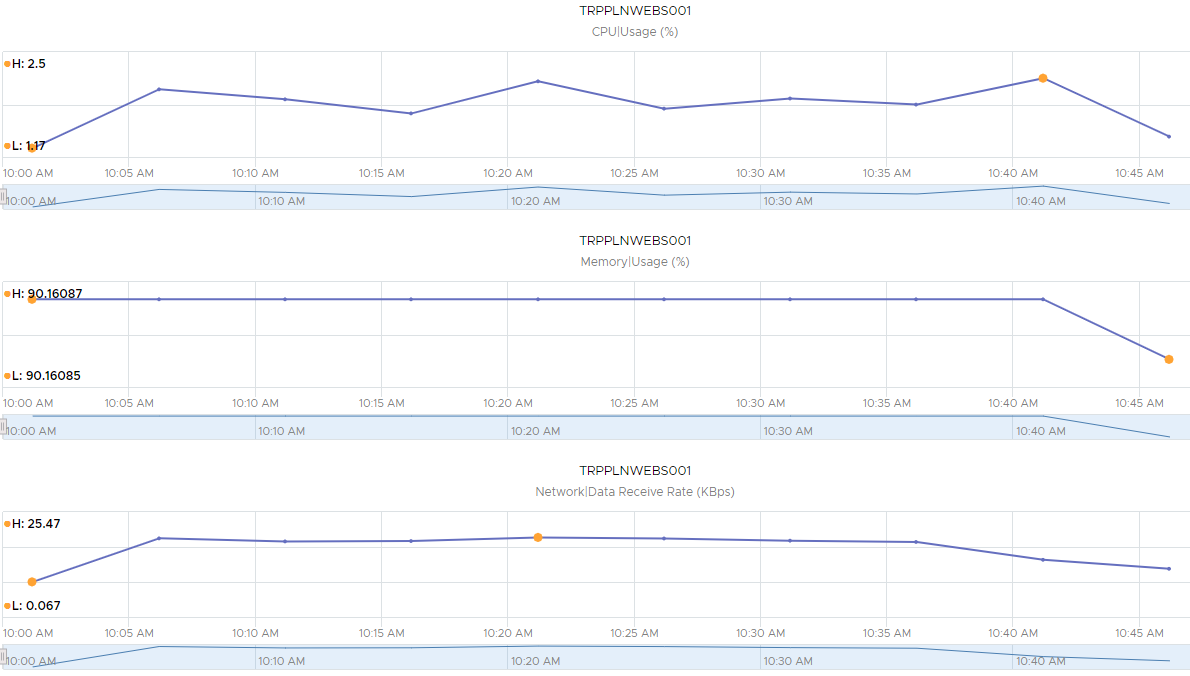 TRPPLNWEBS001
CPU|Usage (%)
H: 2.5
L: 1.17
10:00 AM 10:05 AM 10:10 AM 10:15 AM 10:20 AM 10:25 AM 10:30 AM 10:35 AM 10:40 AM 10:45 AM
10:00 AM 10:10 AM 10:20 AM 10:30 AM 10:40 AM
TRPPLNWEBS001
Memory|Usage (%)
H: 90.16087
L: 90.16085
10:00 AM 10:05 AM 10:10 AM 10:15 AM 10:20 AM 10:25 AM 10:30 AM 10:35 AM 10:40 AM 10:45 AM
10:00 AM 10:10 AM 10:20 AM 10:30 AM 10:40 AM
TRPPLNWEBS001
Network|Data Receive Rate (KBps)
H: 25.47
L: 0.067
10:00 AM 10:05 AM 10:10 AM 10:15 AM 10:20 AM 10:25 AM 10:30 AM 10:35 AM 10:40 AM 10:45 AM
10:00 AM 10:10 AM 10:20 AM 10:30 AM 10:40 AM